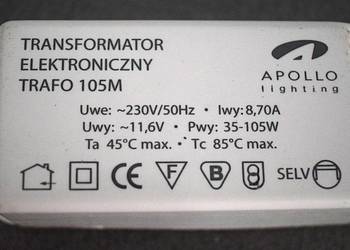 TRANSFORMATOR
ELEKTRONICZNY
TRAFO 105M
APOLLO
lighting
Uwe: ~230V/50Hz • Iwy: 8,70A
Uwy: ~11,6V • Pwy: 35-105W
Ta 45°C max. • Tc 85°C max.
CE F B SELV